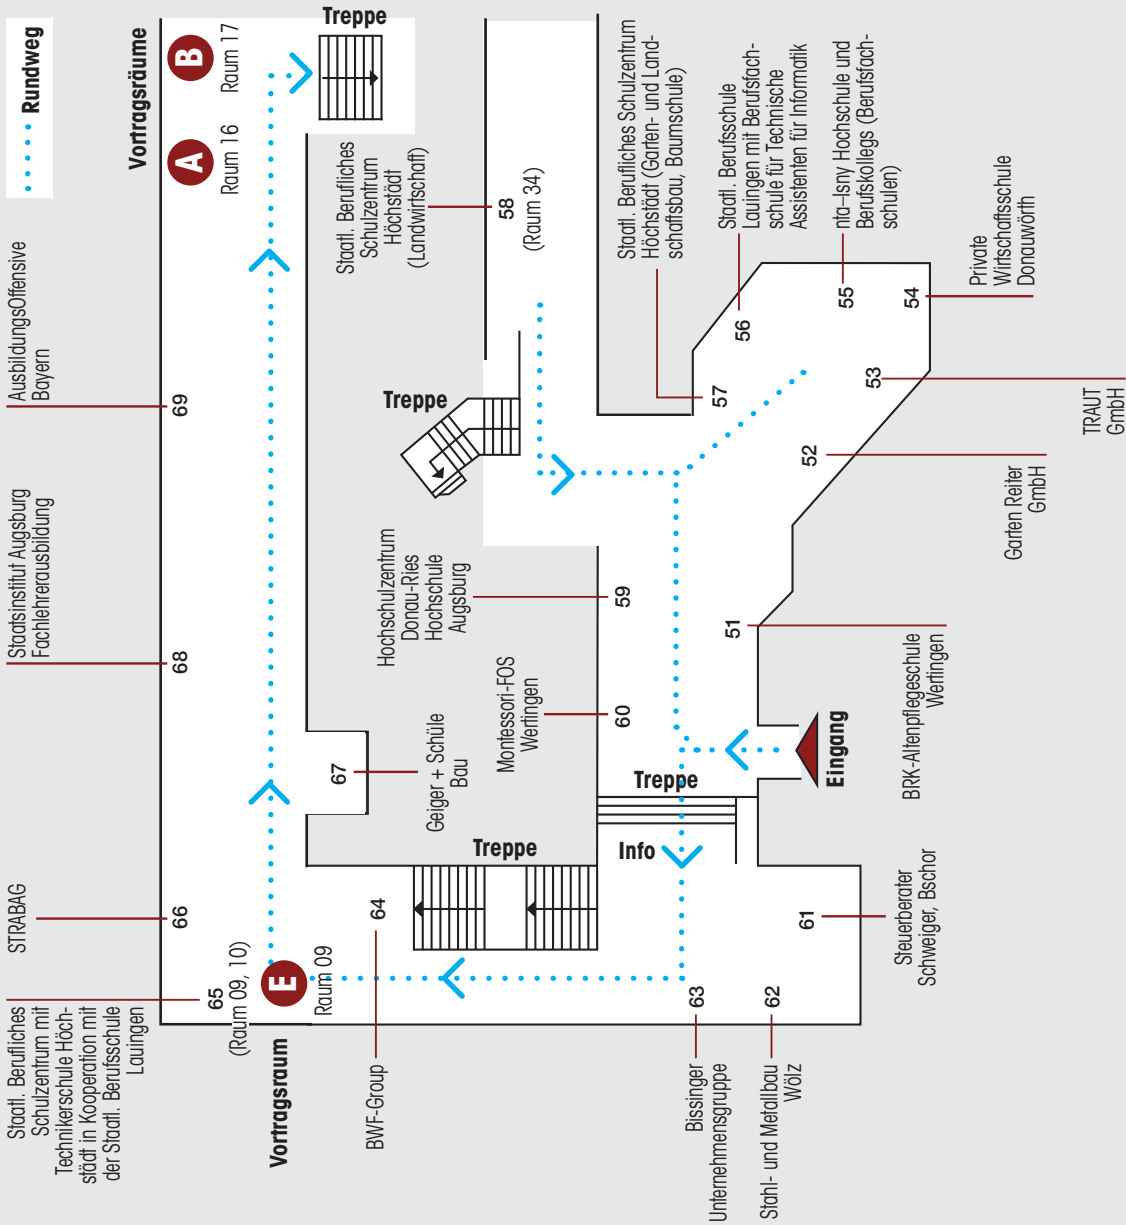 Rundweg
Vortragsräume
B
Raum 17
A
Raum 16
Treppe
AusbildungsOffensive
Bayern
69
Staatsinstitut Augsburg
Fachlehrerausbildung
68
STRABAG
66
Staatl. Berufliches
Schulzentrum mit
Technikerschule Höch-
städt in Kooperation mit
der Staatl. Berufsschule
Lauingen
65
(Raum 09, 10)
E
Raum 09
Vortragsraum
BWF-Group
64
67
Geiger + Schüle
Bau
Treppe
Staatl. Berufliches
Schulzentrum
Höchstädt
(Landwirtschaft)
58
(Raum 34)
Treppe
Hochschulzentrum
Donau-Ries
Hochschule
Augsburg
59
Montessori-FOS
Wertingen
60
Treppe
Info
Staatl. Berufliches Schulzentrum
Höchstädt (Garten- und Land-
schaftsbau, Baumschule)
57
Staatl. Berufsschule
Lauingen mit Berufsfach-
schule für Technische
Assistenten für Informatik
56
nta-Isny Hochschule und
Berufskollegs (Berufsfach-
schulen)
55
Private
Wirtschaftsschule
Donauwörth
54
53
TRAUT
GmbH
52
Garten Reiter
GmbH
51
BRK-Altenpflegeschule
Wertingen
Eingang
61
Steuerberater
Schweiger, Bschor
63
Bissinger
Unternehmensgruppe
62
Stahl- und Metallbau
Wölz